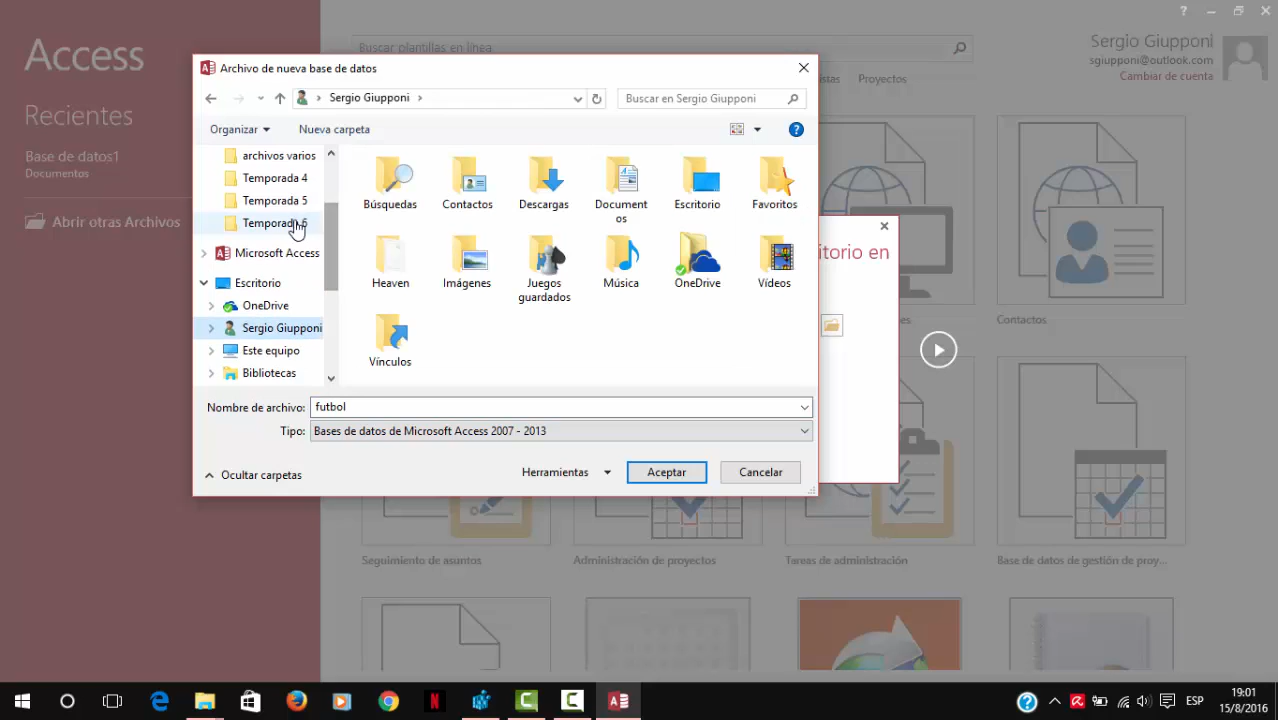 Access
Recientes
Base de datos1
Documentos
Abrir otras Archivos
Buscar plantillas en línea
Proyectos
Sergio Giupponi
sgiupponi@outlook.com
Cambiar de cuenta
Archivo de nueva base de datos
Sergio Giupponi
Buscar en Sergio Giupponi
Organizar
Nueva carpeta
archivos varios
Temporada 4
Temporada 5
Temporada 6
Microsoft Access
Escritorio
OneDrive
Sergio Giupponi
Este equipo
Bibliotecas
Búsquedas
Contactos
Descargas
Documentos
Escritorio
Favoritos
Heaven
Imágenes
Juegos guardados
Música
OneDrive
Vídeos
Vínculos
Nombre de archivo: futbol
Tipo: Bases de datos de Microsoft Access 2007 - 2013
Ocultar carpetas
Herramientas
Aceptar
Cancelar
Contactos
Seguimiento de asuntos
Administración de proyectos
Tareas de administración
Base de datos de gestión de proy...
ESP
19:01
15/8/2016